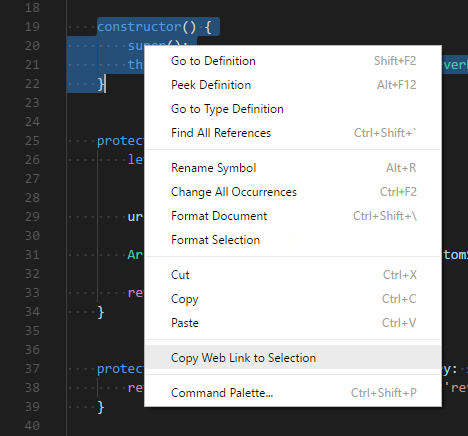 18
19 constructor() {
20 super();
21 th
22 }
23
24
25 protec
26 le
27
28
29 ur
30
31 Ar
32
33 re
34 }
35
36
37 protec y:
38 re 'ret
39 }
40
Go to Definition Shift+F2
Peek Definition Alt+F12
Go to Type Definition
Find All References Ctrl+Shift+`
Rename Symbol Alt+R
Change All Occurrences Ctrl+F2
Format Document Ctrl+Shift+\
Format Selection
Cut Ctrl+X
Copy Ctrl+C
Paste Ctrl+V
Copy Web Link to Selection
Command Palette... Ctrl+Shift+P